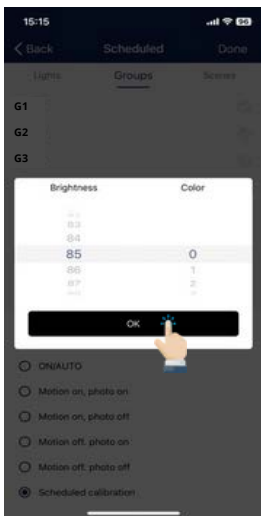 15:15
96
Back Scheduled Done
Lights Groups Scenes
G1
G2
G3
Brightness Color
83
84
85 0
86 1
87 2
OK
ON/AUTO
Motion on, photo on
Motion on, photo off
Motion off. photo on
Motion off. photo off
Scheduled calibration